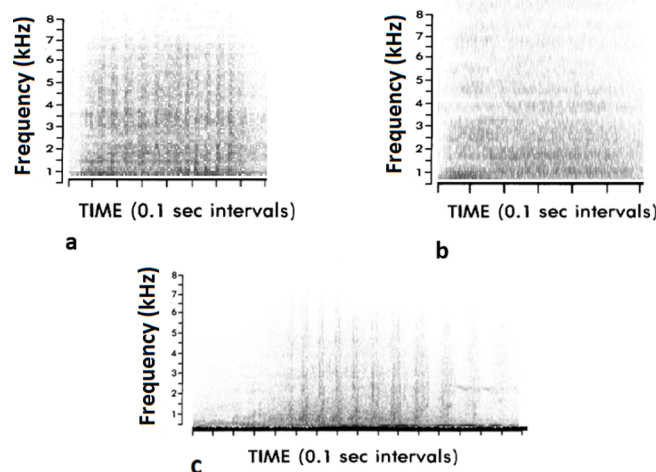 Frequency (kHz)
8
7
6
5
4
3
2
1
TIME (0.1 sec intervals)
a
Frequency (kHz)
8
7
6
5
4
3
2
1
TIME (0.1 sec intervals)
b
Frequency (kHz)
8
7
6
5
4
3
2
1
TIME (0.1 sec intervals)
c